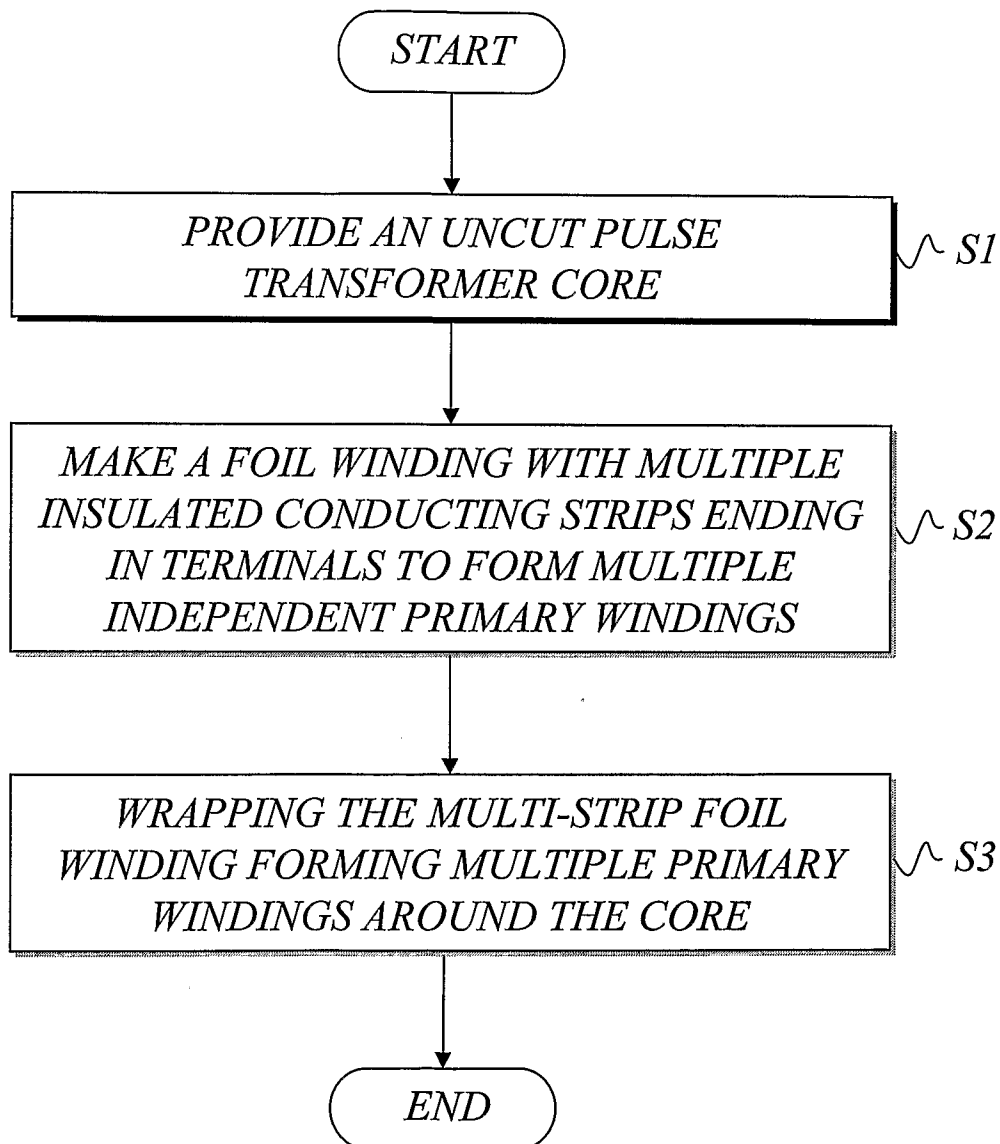 START
PROVIDE AN UNCUT PULSE
TRANSFORMER CORE
S1
MAKE A FOIL WINDING WITH MULTIPLE
INSULATED CONDUCTING STRIPS ENDING
IN TERMINALS TO FORM MULTIPLE
INDEPENDENT PRIMARY WINDINGS
S2
WRAPPING THE MULTI-STRIP FOIL
WINDING FORMING MULTIPLE PRIMARY
WINDINGS AROUND THE CORE
S3
END